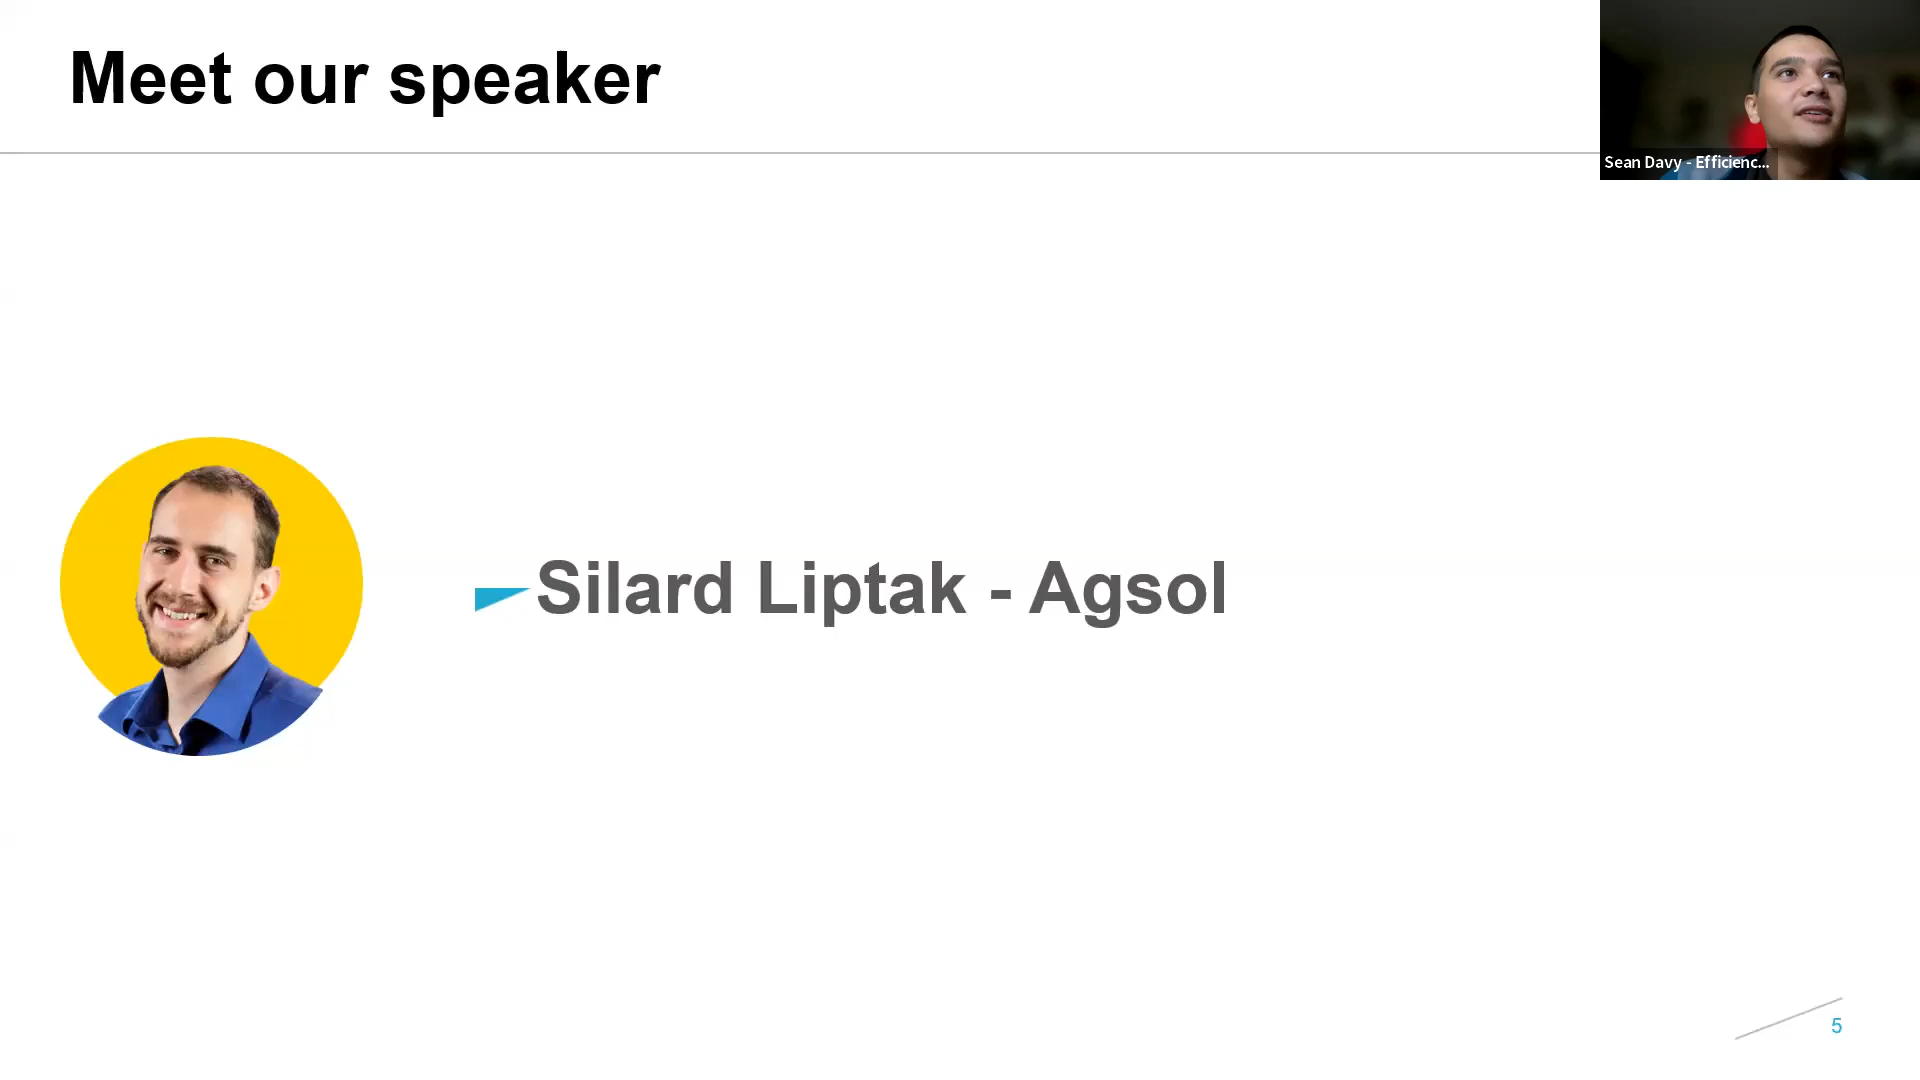 Meet our speaker
Sean Davy - Efficienc...
Silard Liptak - Agsol
5